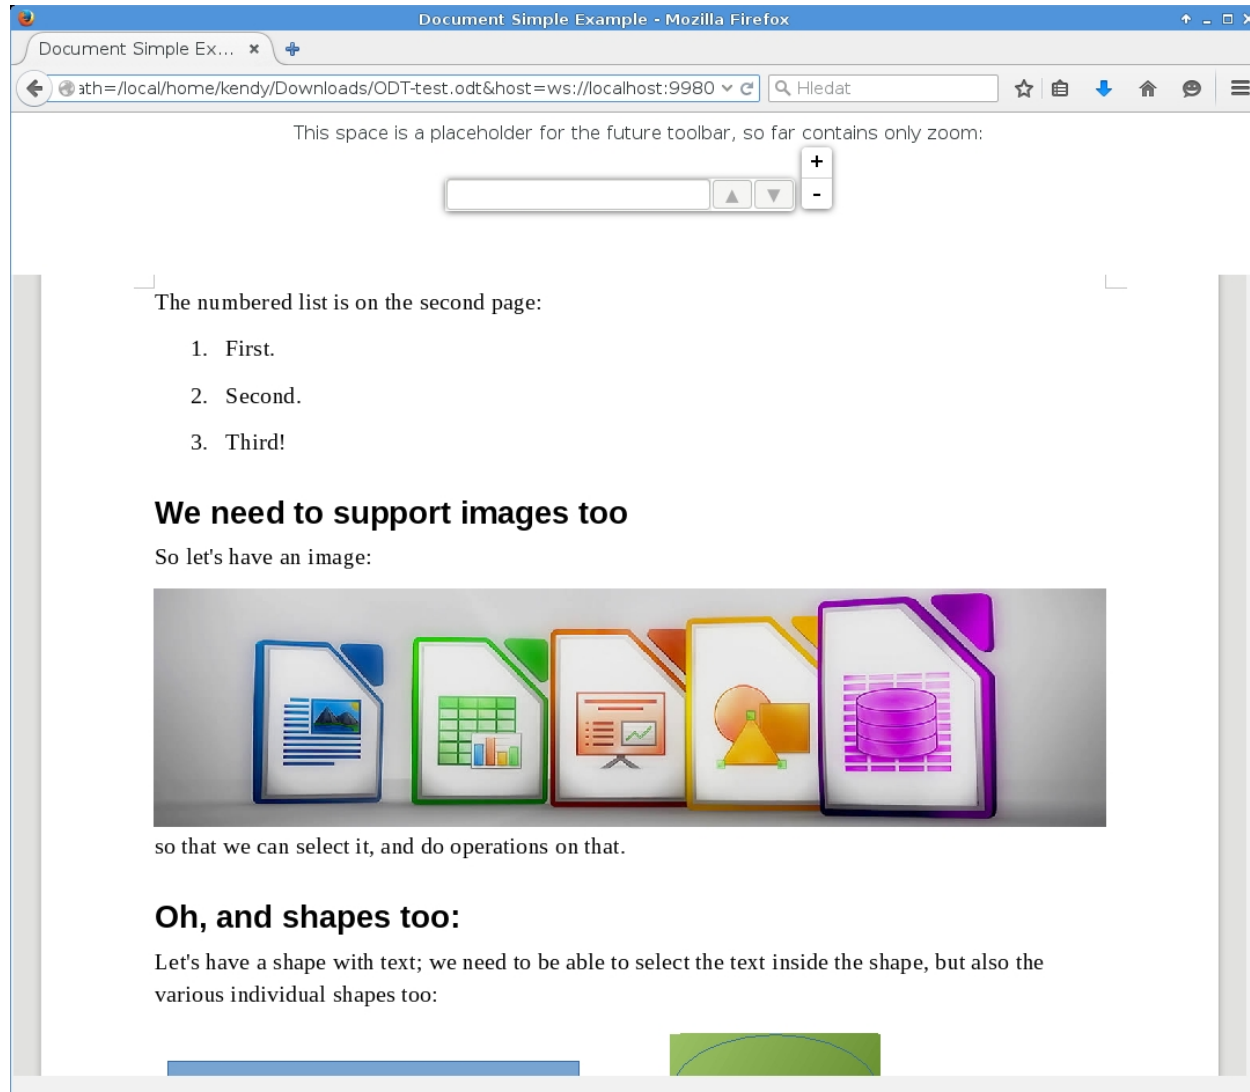 Document Simple Example - Mozilla Firefox
Document Simple Ex...
ath=/local/home/kendy/Downloads/ODT-test.odt&host=ws://localhost:9980
Hledat
This space is a placeholder for the future toolbar, so far contains only zoom:
+
-
The numbered list is on the second page:
1. First.
2. Second.
3. Third!
We need to support images too
So let's have an image:
so that we can select it, and do operations on that.
Oh, and shapes too:
Let's have a shape with text; we need to be able to select the text inside the shape, but also the
various individual shapes too: